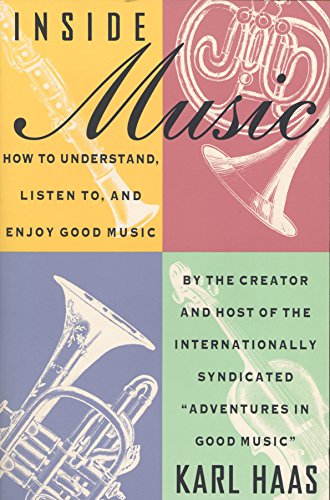 INSIDE
Music
HOW TO UNDERSTAND,
LISTEN TO, AND
ENJOY GOOD MUSIC
BY THE CREATOR
AND HOST OF THE
INTERNATIONALLY
SYNDICATED
“ADVENTURES IN
GOOD MUSIC”
KARL HAAS